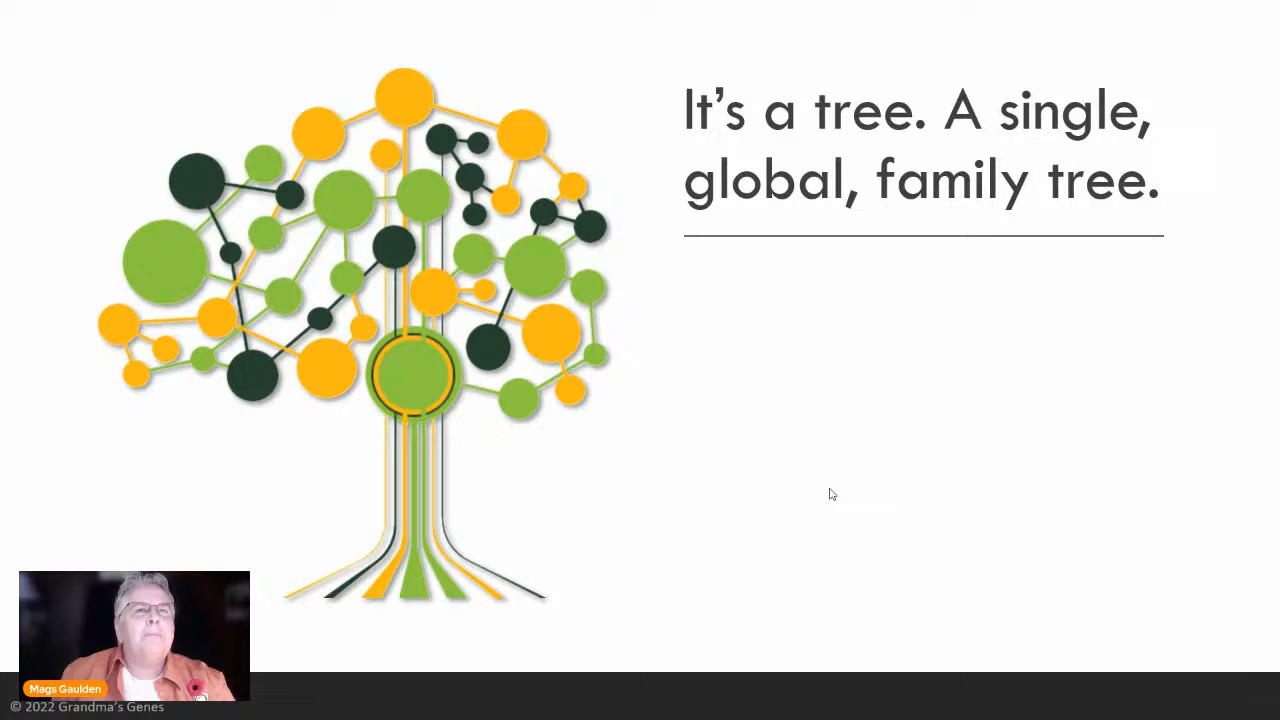 It's a tree. A single,
global, family tree.
Mags Gaulden
© 2022 Grandma's Genes